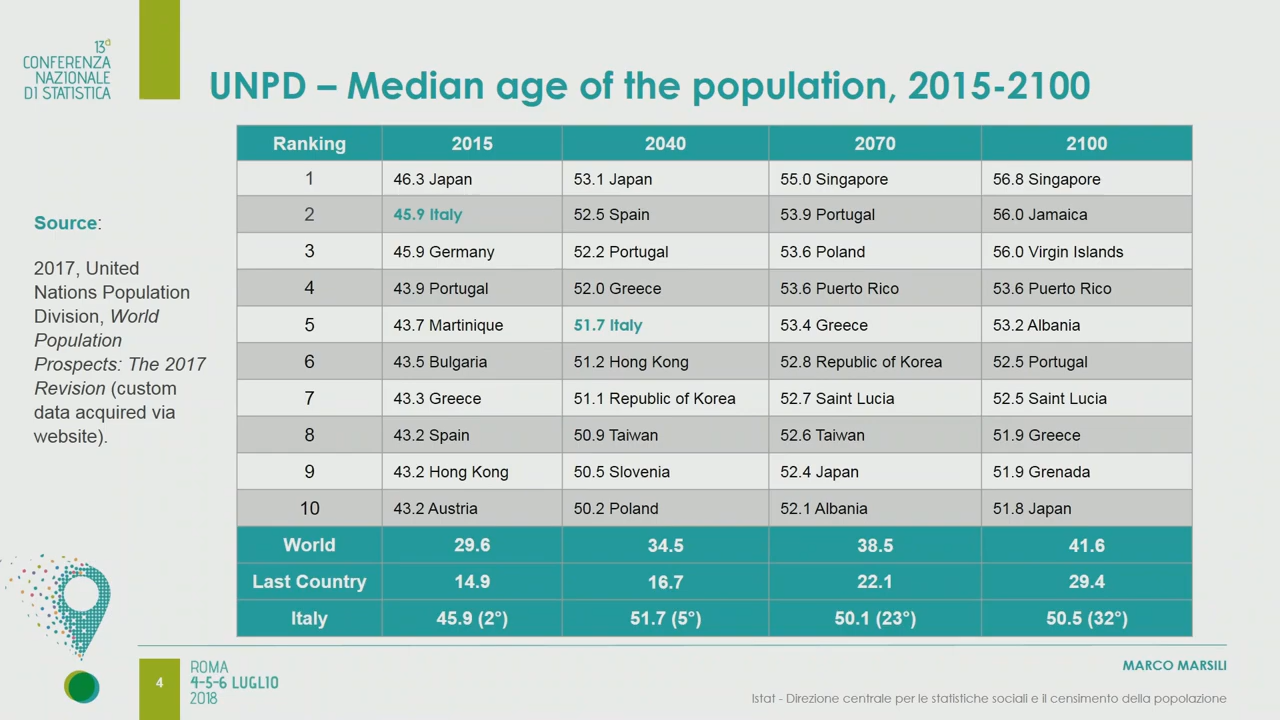 13a
CONFERENZA
NAZIONALE
DI STATISTICA
UNPD – Median age of the population, 2015-2100
Source:
2017, United
Nations Population
Division, World
Population
Prospects: The 2017
Revision (custom
data acquired via
website).
Ranking 2015 2040 2070 2100
1 46.3 Japan 53.1 Japan 55.0 Singapore 56.8 Singapore
2 45.9 Italy 52.5 Spain 53.9 Portugal 56.0 Jamaica
3 45.9 Germany 52.2 Portugal 53.6 Poland 56.0 Virgin Islands
4 43.9 Portugal 52.0 Greece 53.6 Puerto Rico 53.6 Puerto Rico
5 43.7 Martinique 51.7 Italy 53.4 Greece 53.2 Albania
6 43.5 Bulgaria 51.2 Hong Kong 52.8 Republic of Korea 52.5 Portugal
7 43.3 Greece 51.1 Republic of Korea 52.7 Saint Lucia 52.5 Saint Lucia
8 43.2 Spain 50.9 Taiwan 52.6 Taiwan 51.9 Greece
9 43.2 Hong Kong 50.5 Slovenia 52.4 Japan 51.9 Grenada
10 43.2 Austria 50.2 Poland 52.1 Albania 51.8 Japan
World 29.6 34.5 38.5 41.6
Last Country 14.9 16.7 22.1 29.4
Italy 45.9 (2°) 51.7 (5°) 50.1 (23°) 50.5 (32°)
4
ROMA
4-5-6 LUGLIO
2018
MARCO MARSILI
Istat - Direzione centrale per le statistiche sociali e il censimento della popolazione